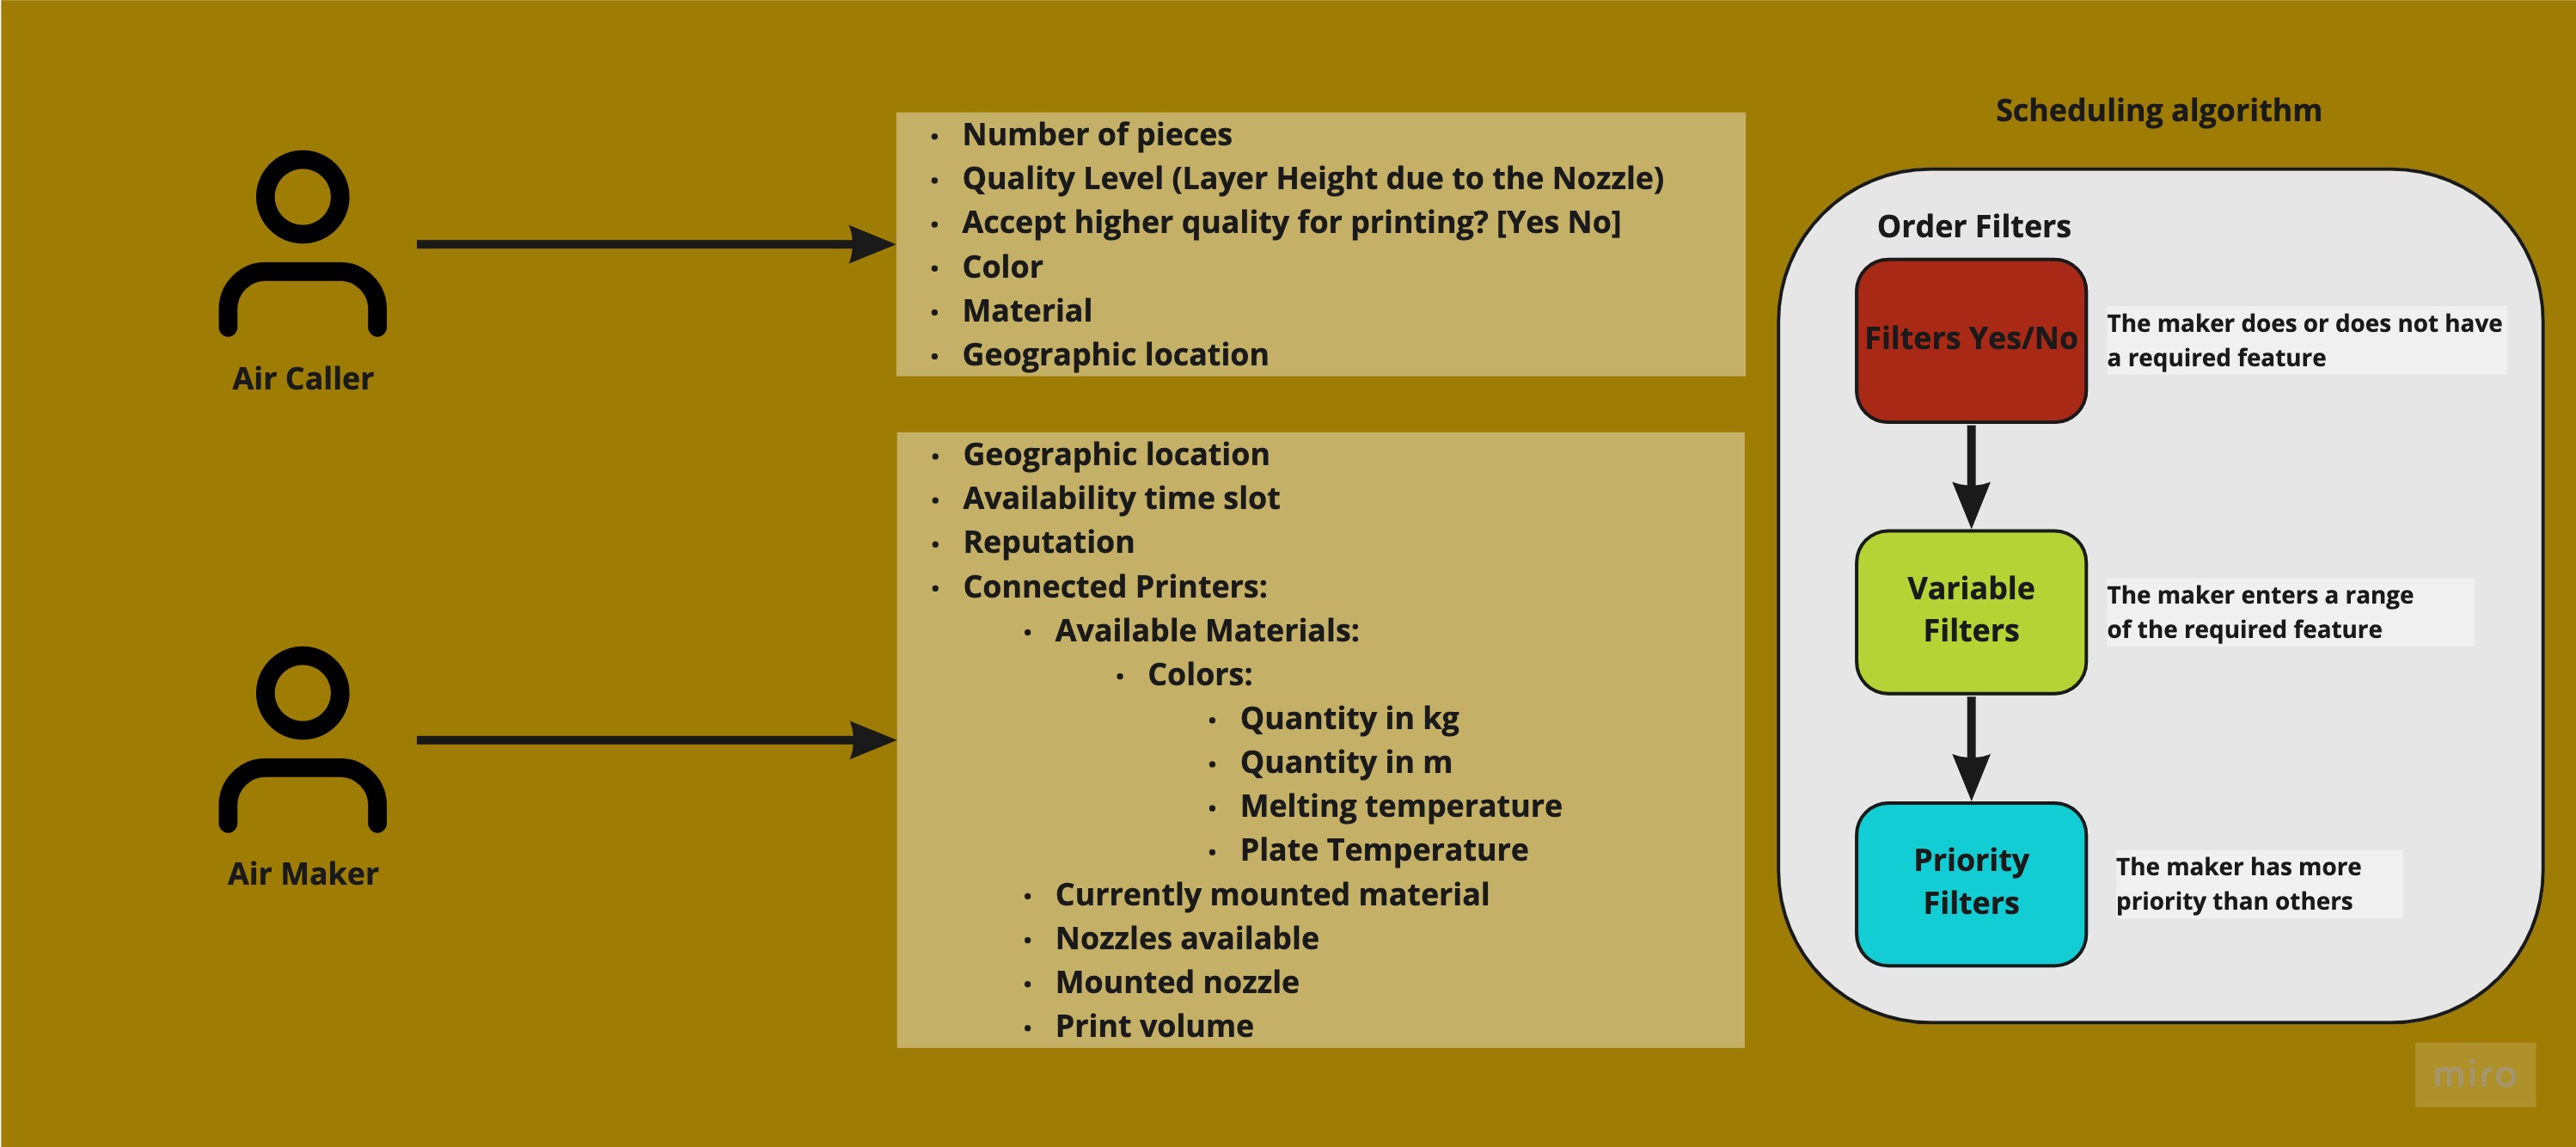 Air Caller
• Number of pieces
• Quality Level (Layer Height due to the Nozzle)
• Accept higher quality for printing? [Yes No]
• Color
• Material
• Geographic location
Air Maker
• Geographic location
• Availability time slot
• Reputation
• Connected Printers:
• Available Materials:
• Colors:
• Quantity in kg
• Quantity in m
• Melting temperature
• Plate Temperature
• Currently mounted material
• Nozzles available
• Mounted nozzle
• Print volume
Scheduling algorithm
Order Filters
Filters Yes/No
The maker does or does not have
a required feature
Variable
Filters
The maker enters a range
of the required feature
Priority
Filters
The maker has more
priority than others
miro